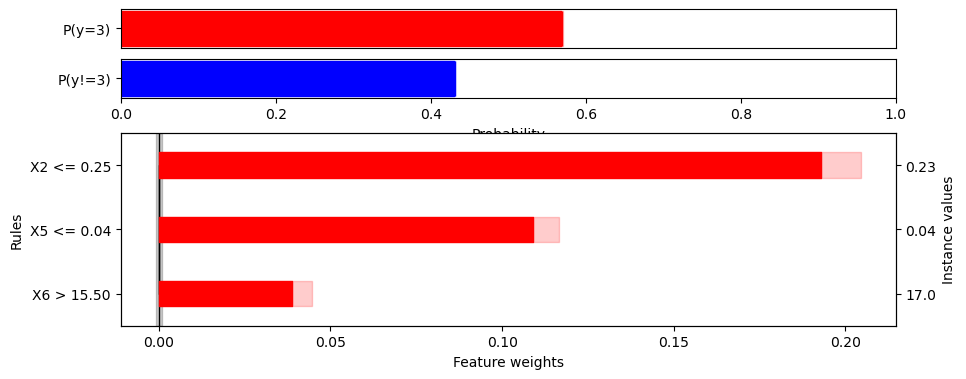 P(y=3)
P(y!=3)
0.0 0.2 0.4 0.6 0.8 1.0
Probability
X2 <= 0.25 0.23
X5 <= 0.04 0.04
X6 > 15.50 17.0
Rules
Instance values
0.00 0.05 0.10 0.15 0.20
Feature weights